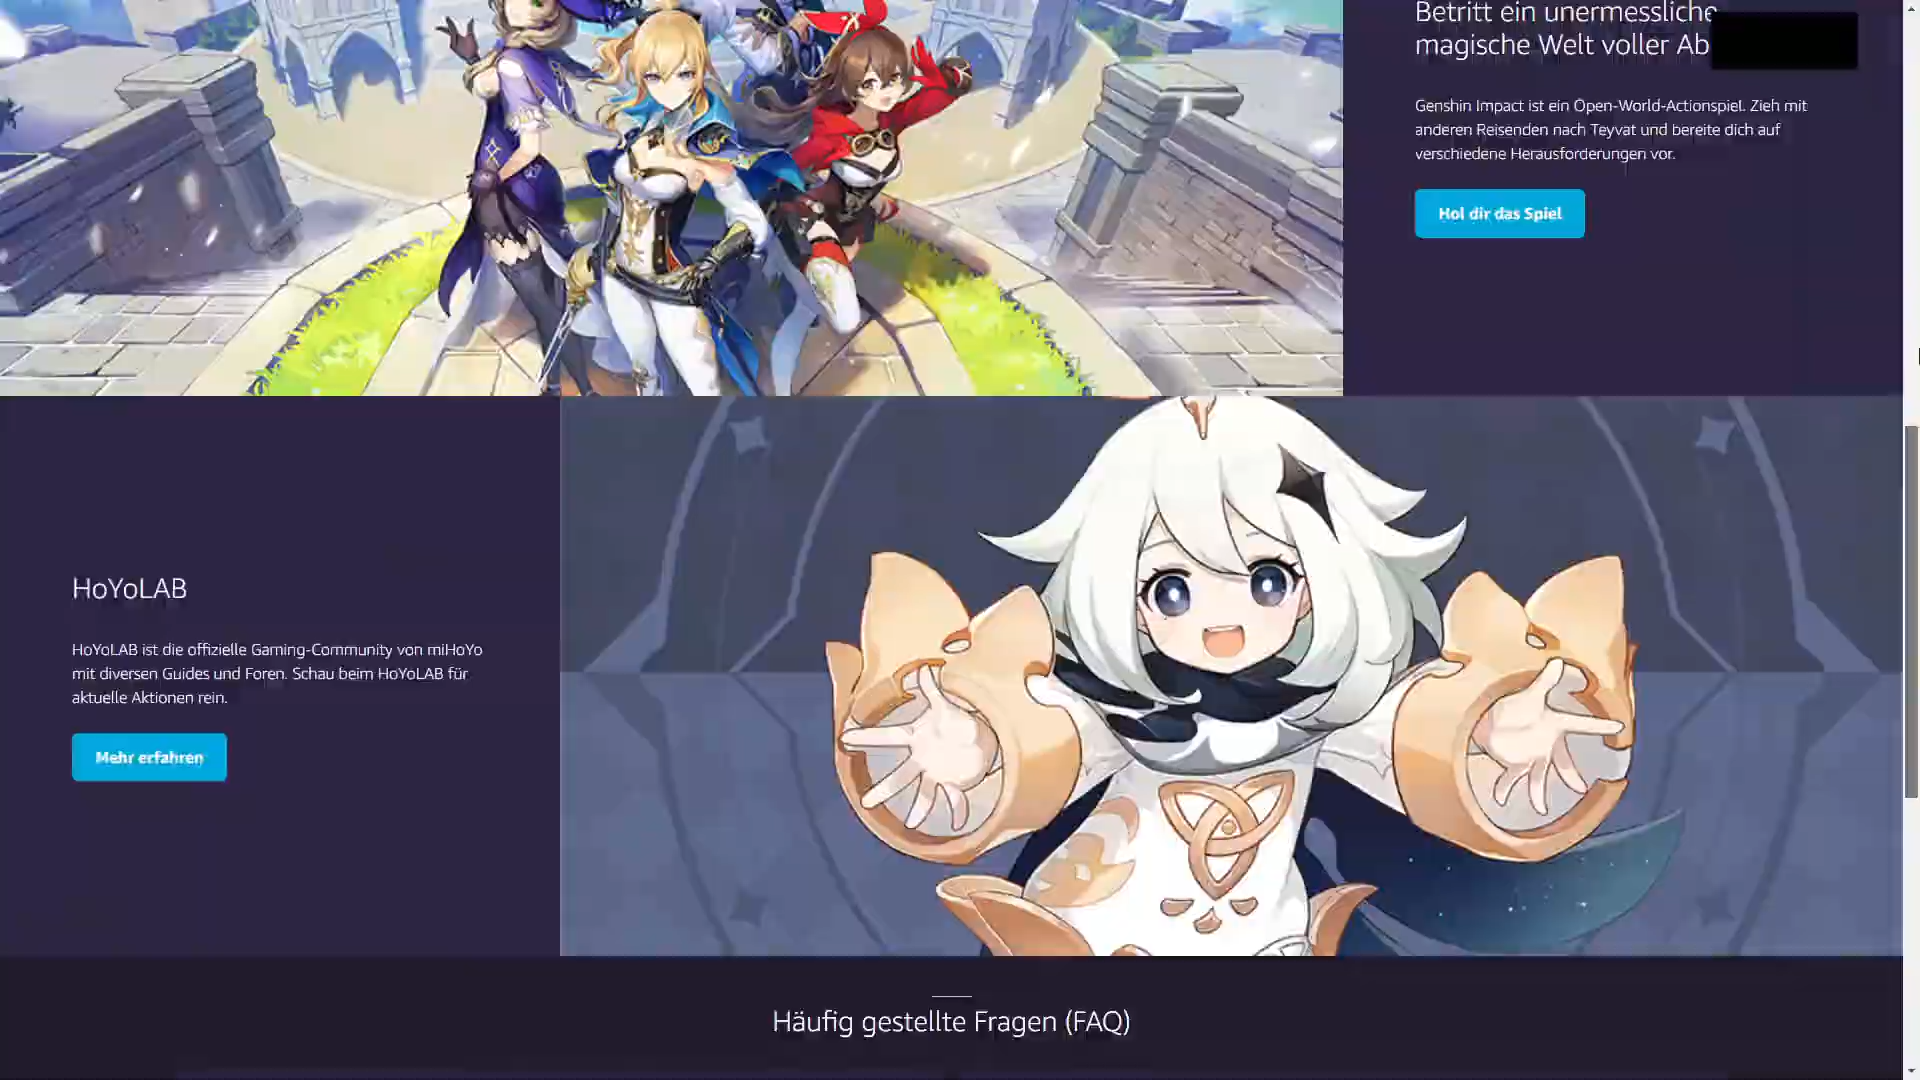 Betritt ein unermessliche
magische Welt voller Ab
Genshin Impact ist ein Open-World-Actionspiel. Zieh mit
anderen Reisenden nach Teyvat und bereite dich auf
verschiedene Herausforderungen vor.
Hol dir das Spiel
HoYoLAB
HoYoLAB ist die offizielle Gaming-Community von miHoYo
mit diversen Guides und Foren. Schau beim HoYoLAB für
aktuelle Aktionen rein.
Mehr erfahren
Häufig gestellte Fragen (FAQ)